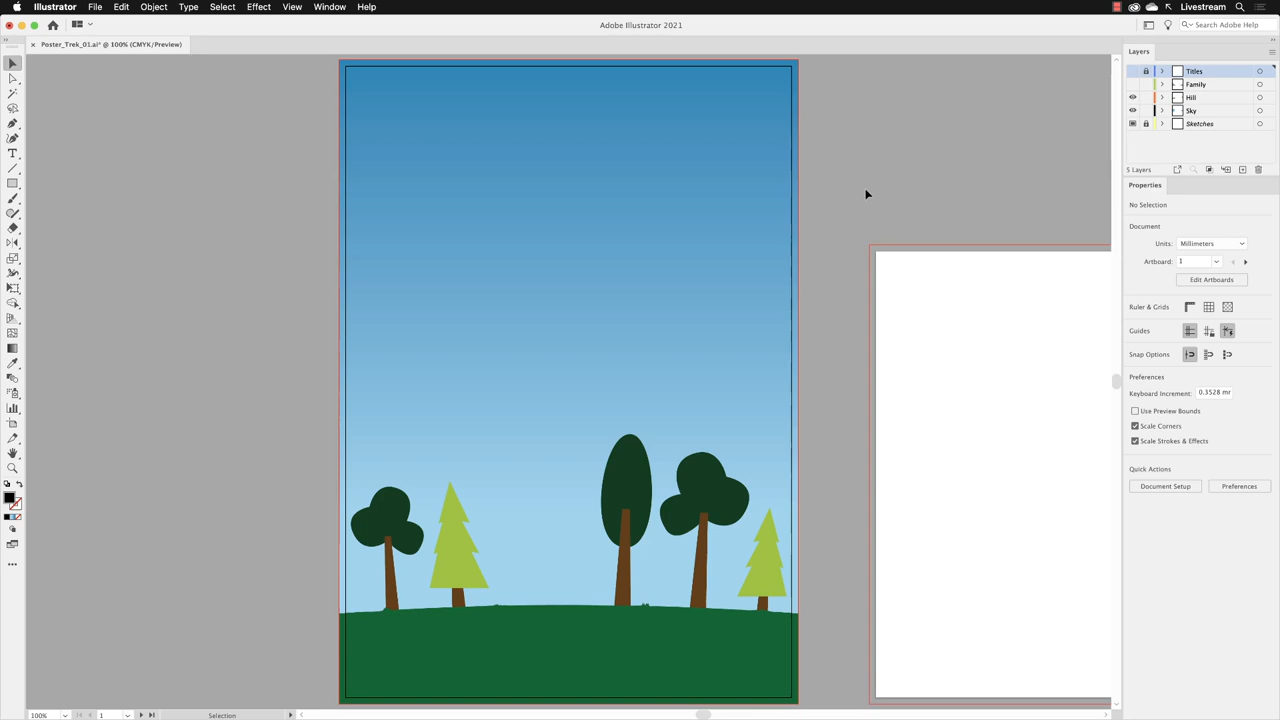 Illustrator File Edit Object Type Select Effect View Window Help
Livestream
Adobe Illustrator 2021
Search Adobe Help
× Poster_Trek_01.ai* @ 100% (CMYK/Preview)
Layers
Titles
Family
Hill
Sky
Sketches
5 Layers
Properties
No Selection
Document
Units: Millimeters
Artboard: 1
Edit Artboards
Ruler & Grids
Guides
Snap Options
Preferences
Keyboard Increment: 0.3528 mr
Use Preview Bounds
Scale Corners
Scale Strokes & Effects
Quick Actions
Document Setup
Preferences
100%
1
Selection